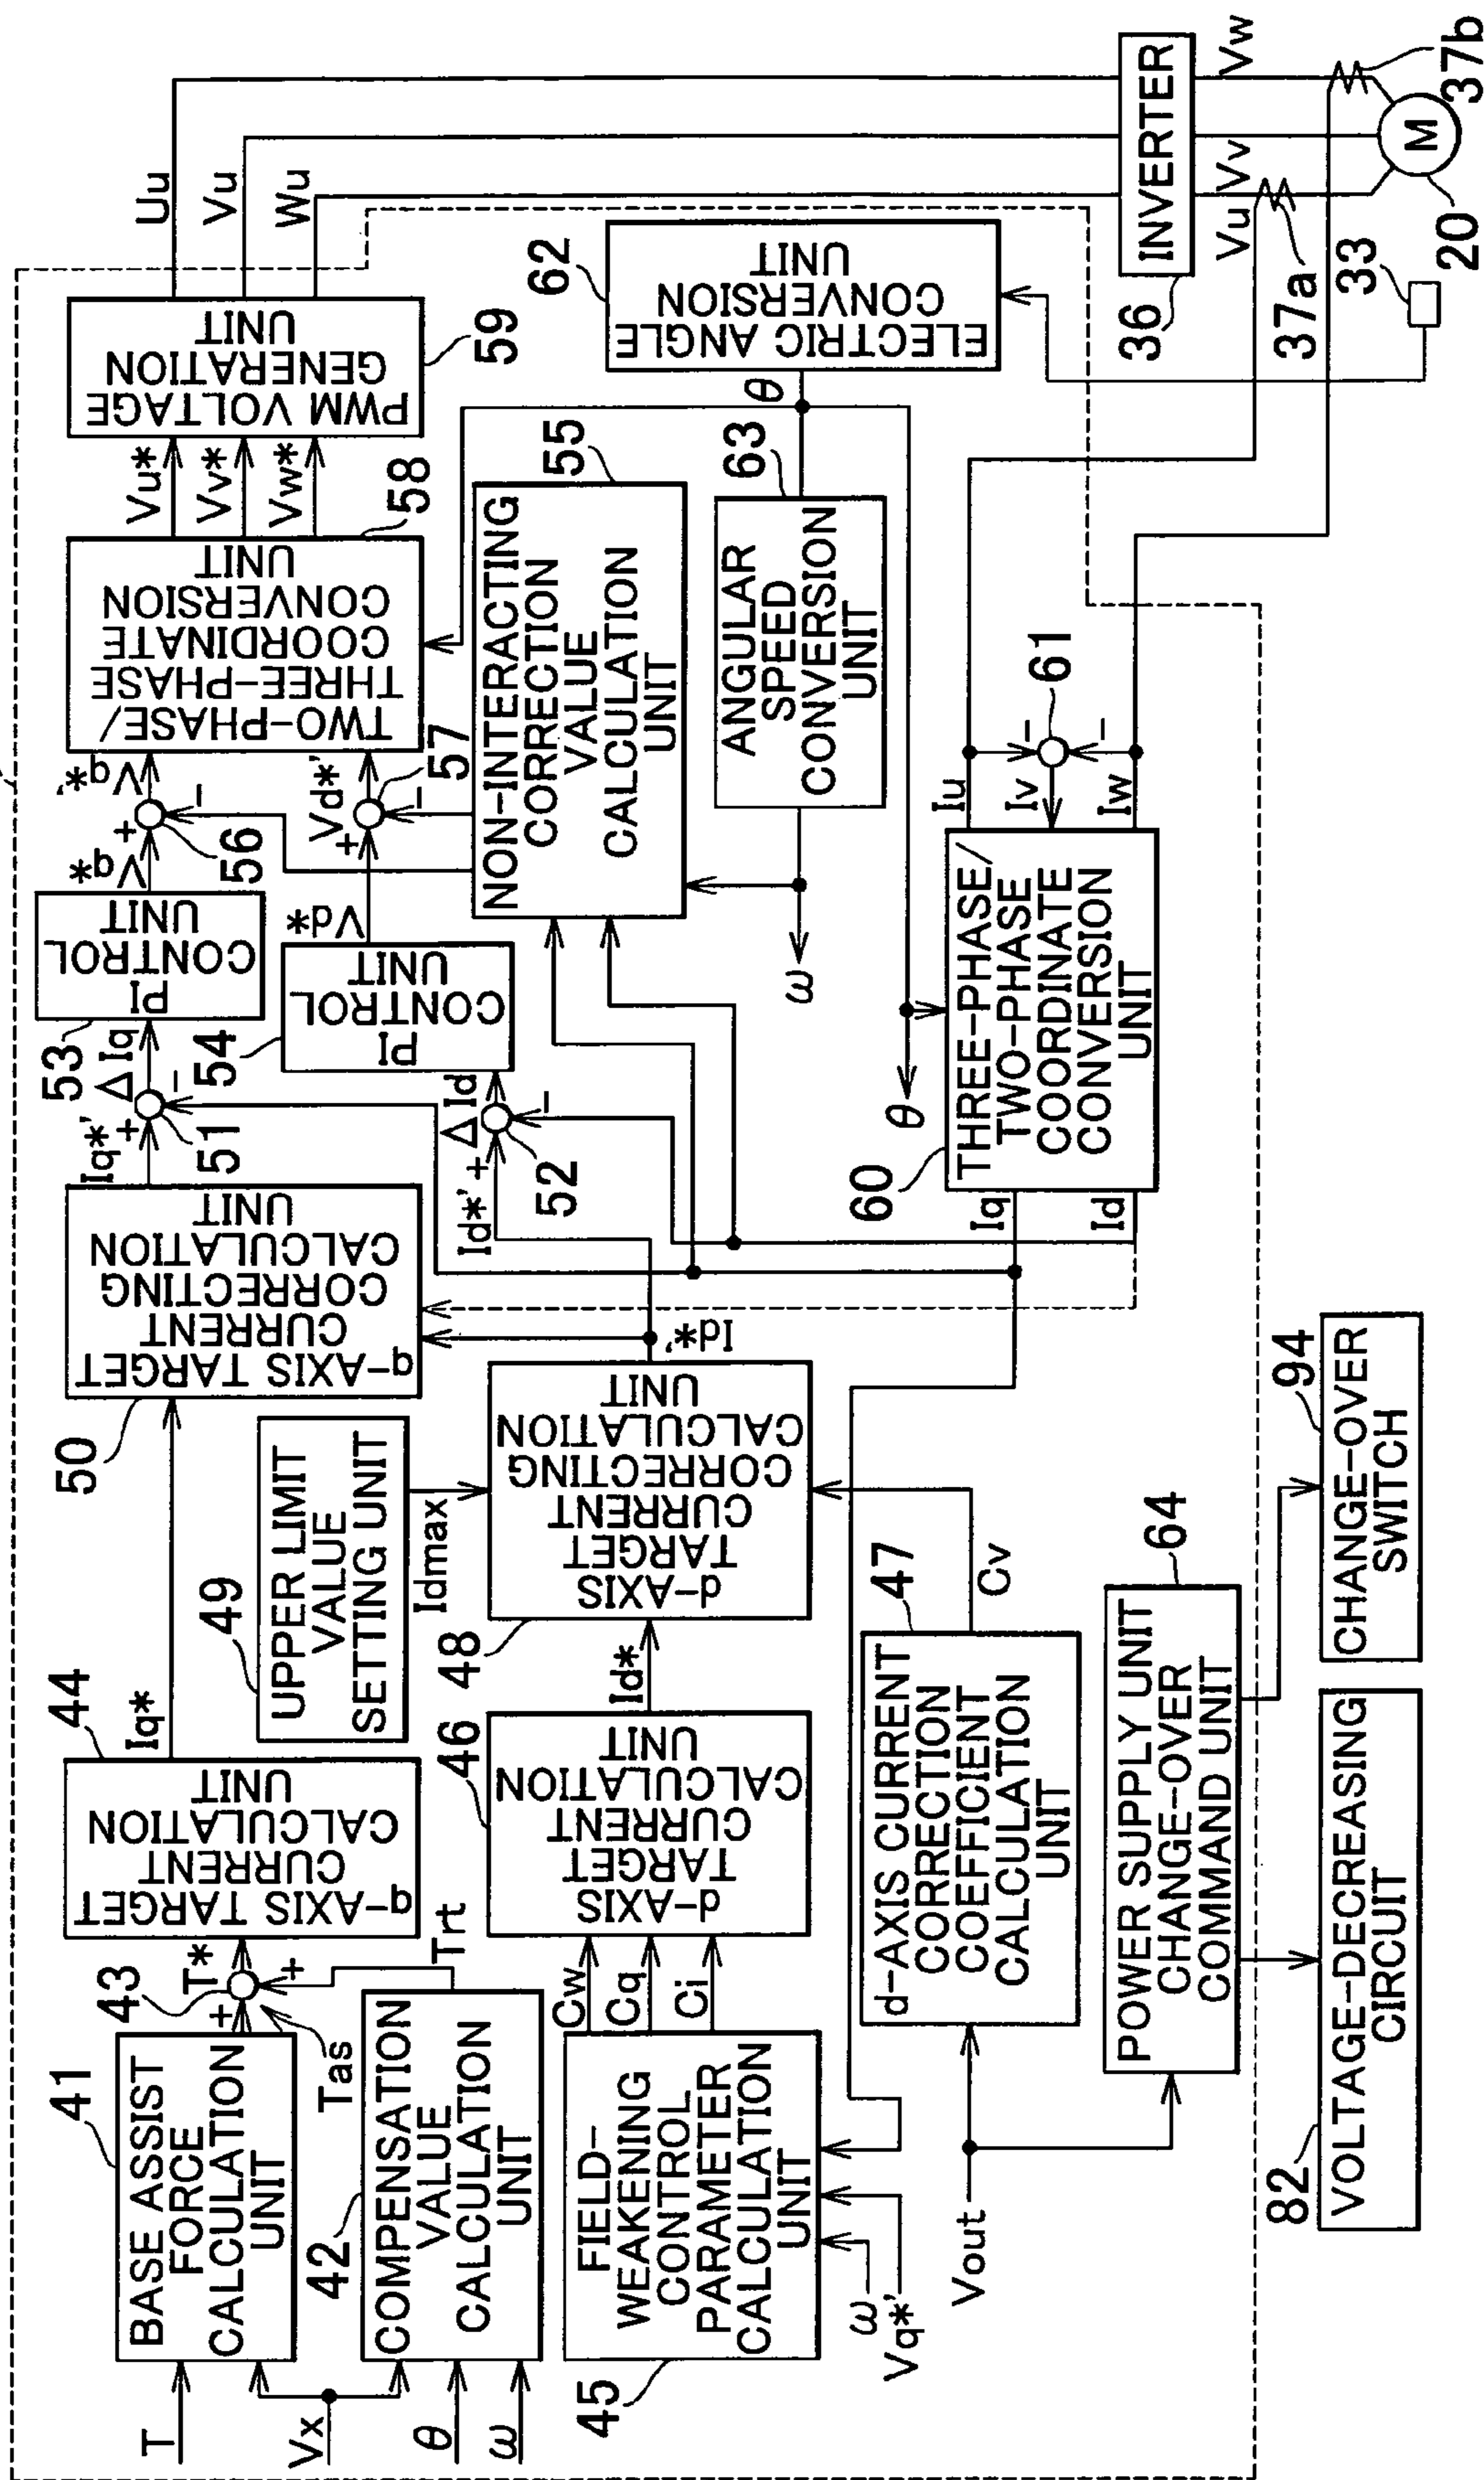 T
Vx
θ
ω
41
BASE ASSIST
FORCE
CALCULATION
UNIT
42
COMPENSATION
VALUE
CALCULATION
UNIT
Tas
Trt
43
+
+
T*
44
q-AXIS TARGET
CURRENT
CALCULATION
UNIT
Iq*
45
FIELD-
WEAKENING
CONTROL
PARAMETER
CALCULATION
UNIT
ω
Vq*'
Cw
Cq
Ci
46
d-AXIS
TARGET
CURRENT
CALCULATION
UNIT
Id*
49
UPPER LIMIT
VALUE
SETTING UNIT
Idmax
48
d-AXIS
TARGET
CURRENT
CORRECTING
CALCULATION
UNIT
Id*'
Vout
47
d-AXIS CURRENT
CORRECTION
COEFFICIENT
CALCULATION
UNIT
Cv
64
POWER SUPPLY UNIT
CHANGE-OVER
COMMAND UNIT
82
VOLTAGE-DECREASING
CIRCUIT
94
CHANGE-OVER
SWITCH
50
q-AXIS TARGET
CURRENT
CORRECTING
CALCULATION
UNIT
Iq*'
+
-
51
ΔIq
53
PI
CONTROL
UNIT
Vq*
+
-
56
Vq*'
Id*'
+
-
52
ΔId
54
PI
CONTROL
UNIT
Vd*
+
-
57
Vd*'
55
NON-INTERACTING
CORRECTION
VALUE
CALCULATION
UNIT
58
TWO-PHASE/
THREE-PHASE
COORDINATE
CONVERSION
UNIT
Vu*
Vv*
Vw*
59
PWM VOLTAGE
GENERATION
UNIT
Uu
Vu
Wu
62
ELECTRIC ANGLE
CONVERSION
UNIT
θ
63
ANGULAR
SPEED
CONVERSION
UNIT
ω
θ
60
THREE-PHASE/
TWO-PHASE
COORDINATE
CONVERSION
UNIT
Iq
Id
Iu
Iv
Iw
-
-
61
INVERTER
36
Vu
Vv
Vw
37a
37b
33
20
M